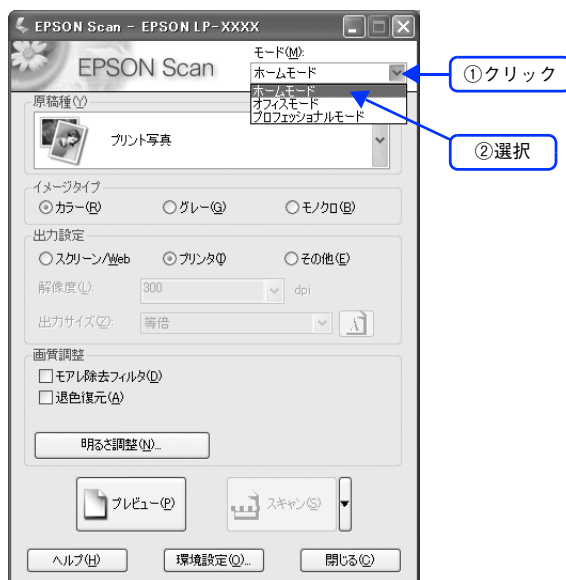 EPSON Scan - EPSON LP-XXXX
EPSON Scan
モード(M):
ホームモード
①クリック
ホームモード
オフィスモード
プロフェッショナルモード
②選択
原稿種(Y)
プリント写真
イメージタイプ
カラー(R) グレー(G) モノクロ(B)
出力設定
スクリーン/Web プリンタ(I) その他(E)
解像度(L): 300 dpi
出力サイズ(Z): 等倍 A
画質調整
モアレ除去フィルタ(D)
退色復元(A)
明るさ調整(N)...
プレビュー(P) スキャン(S)
ヘルプ(H) 環境設定(O)... 閉じる(C)